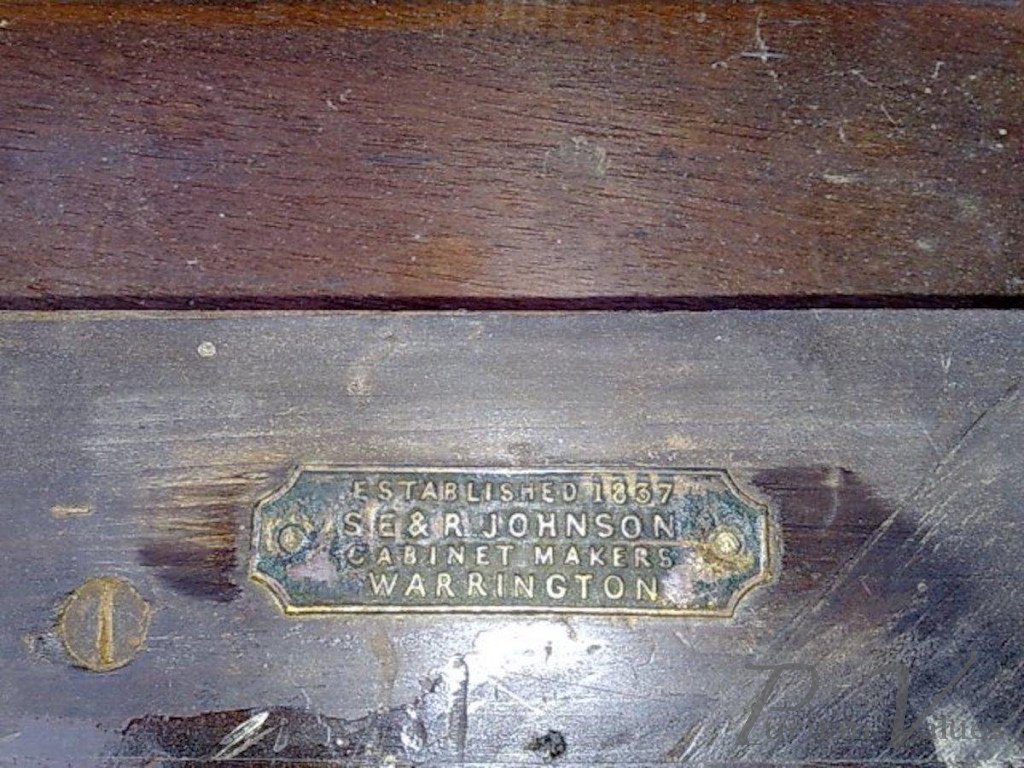 ESTABLISHED 1837
S E & R JOHNSON
CABINET MAKERS
WARRINGTON